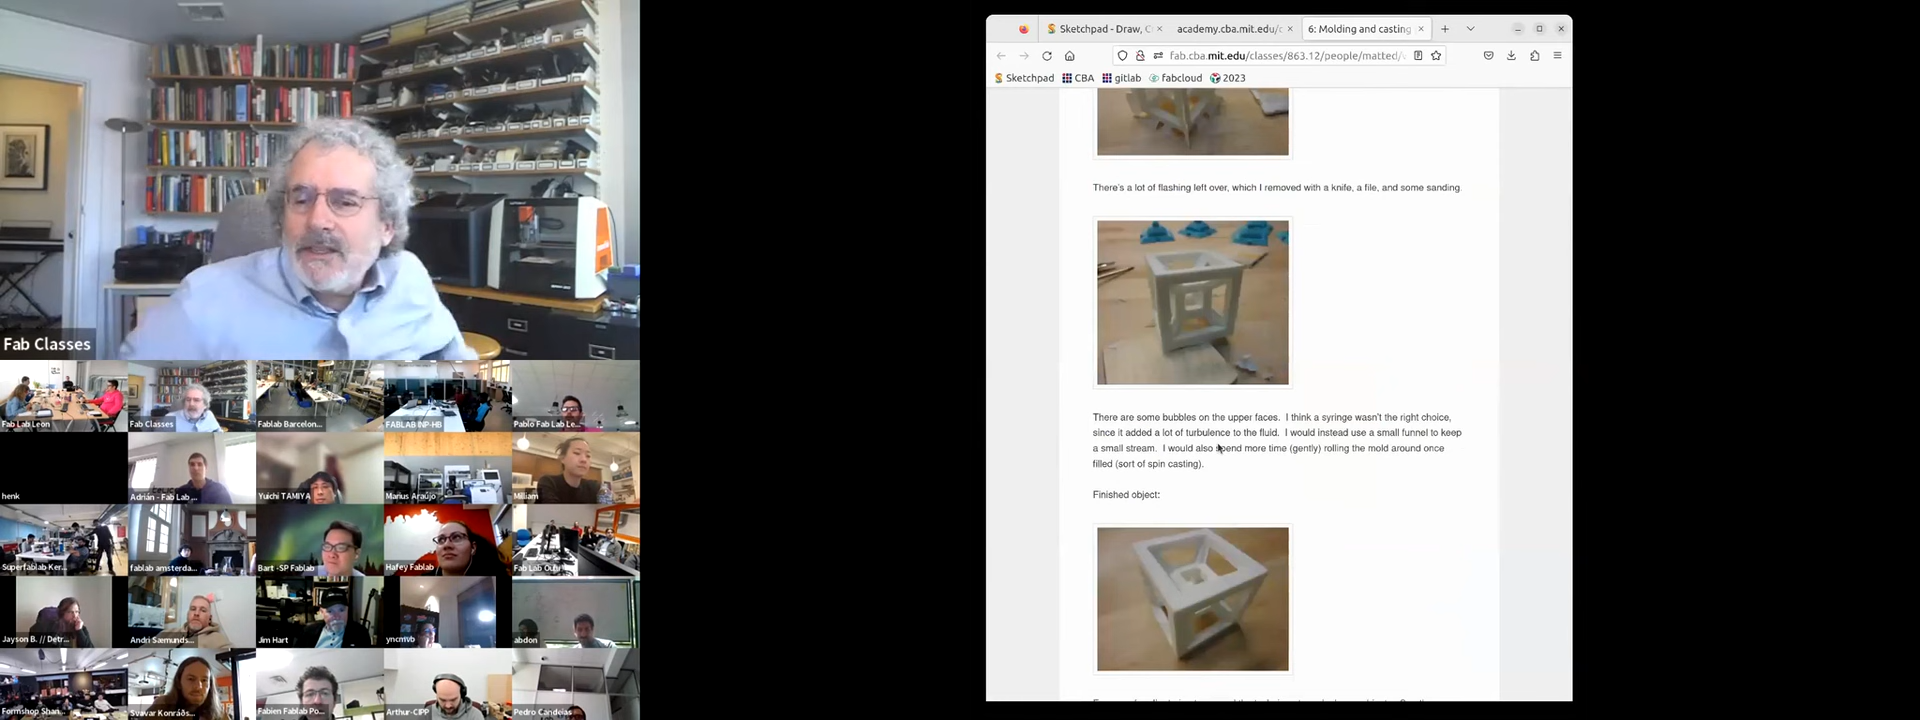 Fab Classes
Fab Lab Leon
Fab Classes
Fablab Barcelon...
FABLAB INP-HB
Pablo Fab Lab Le...
henk
Adrián - Fab Lab ...
Yuichi TAMIYA
Marius Araújo
Miliam
Superfablab Ker...
fablab amsterda...
Bart -SP Fablab
Hafey Fablab
Fab Lab Oulu
Jayson B. // Detr...
Andri Sæmunds...
Jim Hart
yncmvb
abdon
Formshop Shan...
Svavar Konráðs...
Fabien Fablab Po...
Arthur-CIPP
Pedro Candeias
Sketchpad - Draw, C
academy.cba.mit.edu/c
6: Molding and casting
fab.cba.mit.edu/classes/863.12/people/matted/
Sketchpad CBA gitlab fabcloud 2023
There's a lot of flashing left over, which I removed with a knife, a file, and some sanding.
There are some bubbles on the upper faces. I think a syringe wasn't the right choice,
since it added a lot of turbulence to the fluid. I would instead use a small funnel to keep
a small stream. I would also spend more time (gently) rolling the mold around once
filled (sort of spin casting).
Finished object: